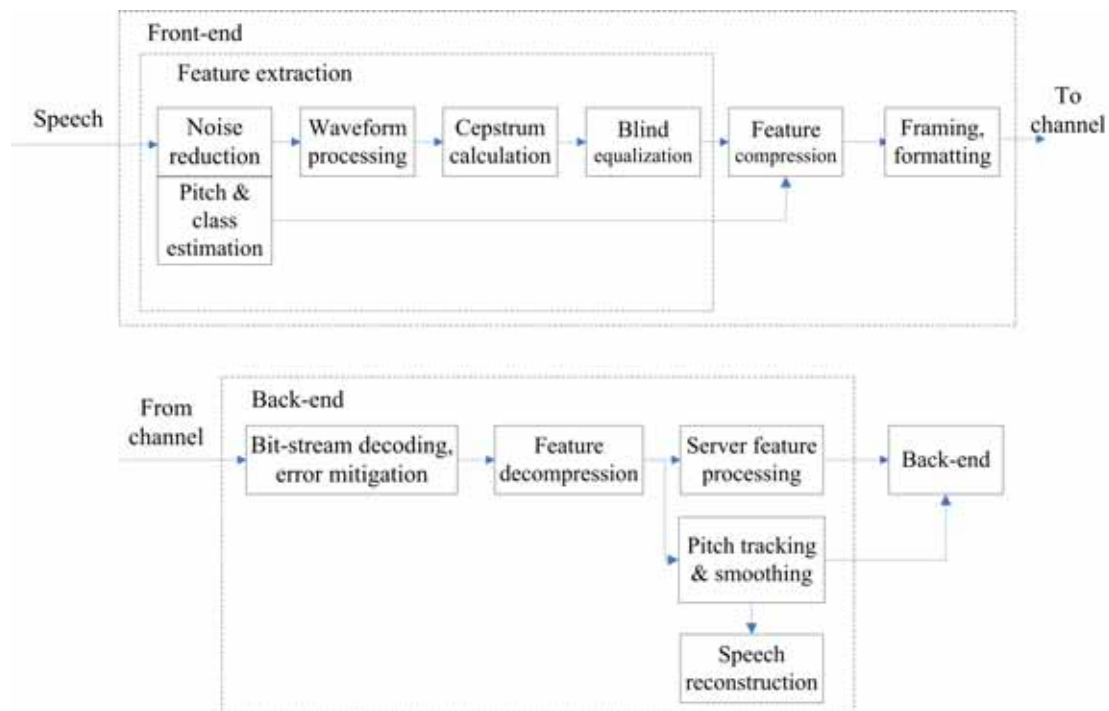 Front-end
Feature extraction
Speech
Noise
reduction
Pitch &
class
estimation
Waveform
processing
Cepstrum
calculation
Blind
equalization
Feature
compression
Framing,
formatting
To
channel
From
channel
Back-end
Bit-stream decoding,
error mitigation
Feature
decompression
Server feature
processing
Back-end
Pitch tracking
& smoothing
Speech
reconstruction